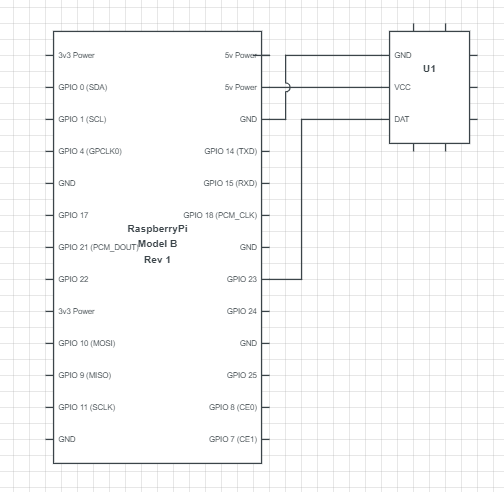 3v3 Power
GPIO 0 (SDA)
GPIO 1 (SCL)
GPIO 4 (GPCLK0)
GND
GPIO 17
GPIO 21 (PCM_DOUT)
GPIO 22
3v3 Power
GPIO 10 (MOSI)
GPIO 9 (MISO)
GPIO 11 (SCLK)
GND
RaspberryPi
Model B
Rev 1
5v Power
5v Power
GND
GPIO 14 (TXD)
GPIO 15 (RXD)
GPIO 18 (PCM_CLK)
GND
GPIO 23
GPIO 24
GND
GPIO 25
GPIO 8 (CE0)
GPIO 7 (CE1)
GND
U1
VCC
DAT